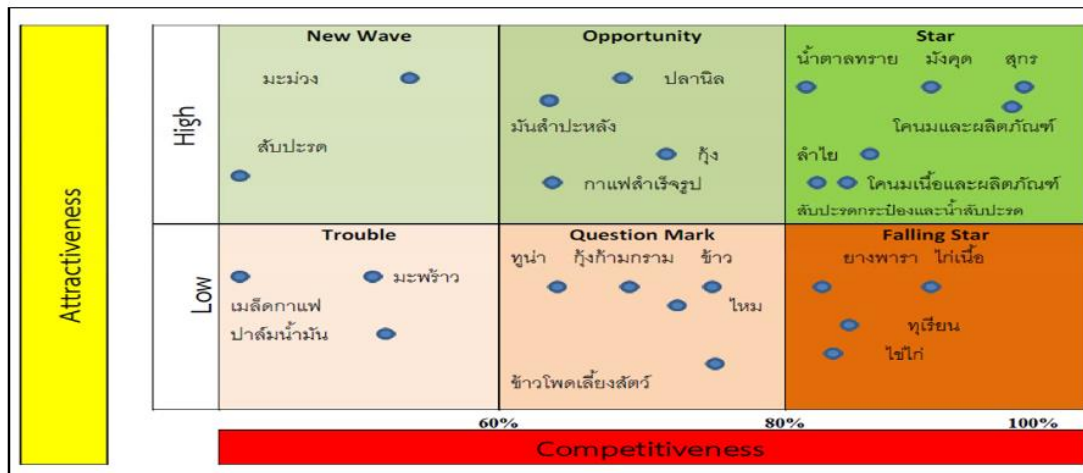 New Wave
Opportunity
Star
มะม่วง
ปลานิล
น้ำตาลทราย มังคุด สุกร
มันสำปะหลัง
โคนมและผลิตภัณฑ์
สับปะรด
กุ้ง
ลำไย
กาแฟสำเร็จรูป
โคนมเนื้อและผลิตภัณฑ์
สับปะรดกระป๋องและน้ำสับปะรด
High
Attractiveness
Low
Trouble
Question Mark
Falling Star
ทูน่า กุ้งก้ามกราม ข้าว
ยางพารา ไก่เนื้อ
มะพร้าว
เมล็ดกาแฟ
ไหม
ปาล์มน้ำมัน
ทุเรียน
ไข่ไก่
ข้าวโพดเลี้ยงสัตว์
60% 80% 100%
Competitiveness